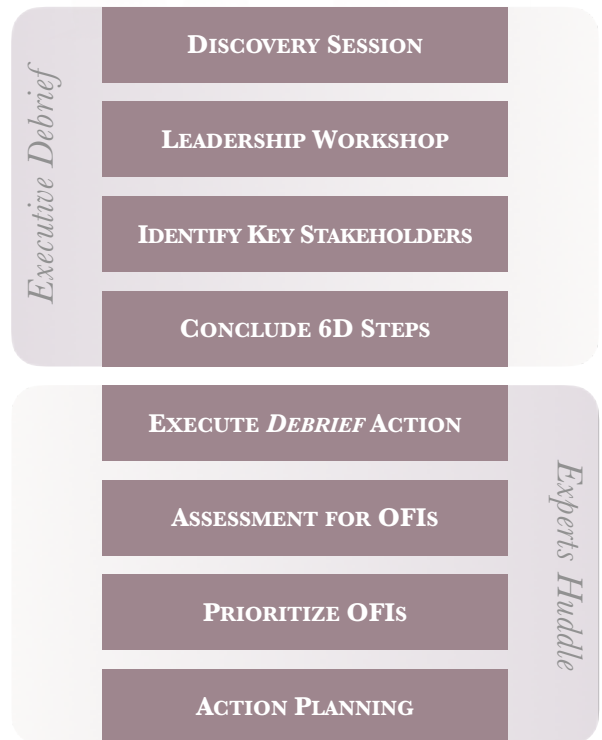 Executive Debrief
DISCOVERY SESSION
LEADERSHIP WORKSHOP
IDENTIFY KEY STAKEHOLDERS
CONCLUDE 6D STEPS
EXECUTE DEBRIEF ACTION
ASSESSMENT FOR OFIS
PRIORITIZE OFIS
ACTION PLANNING
Experts Huddle